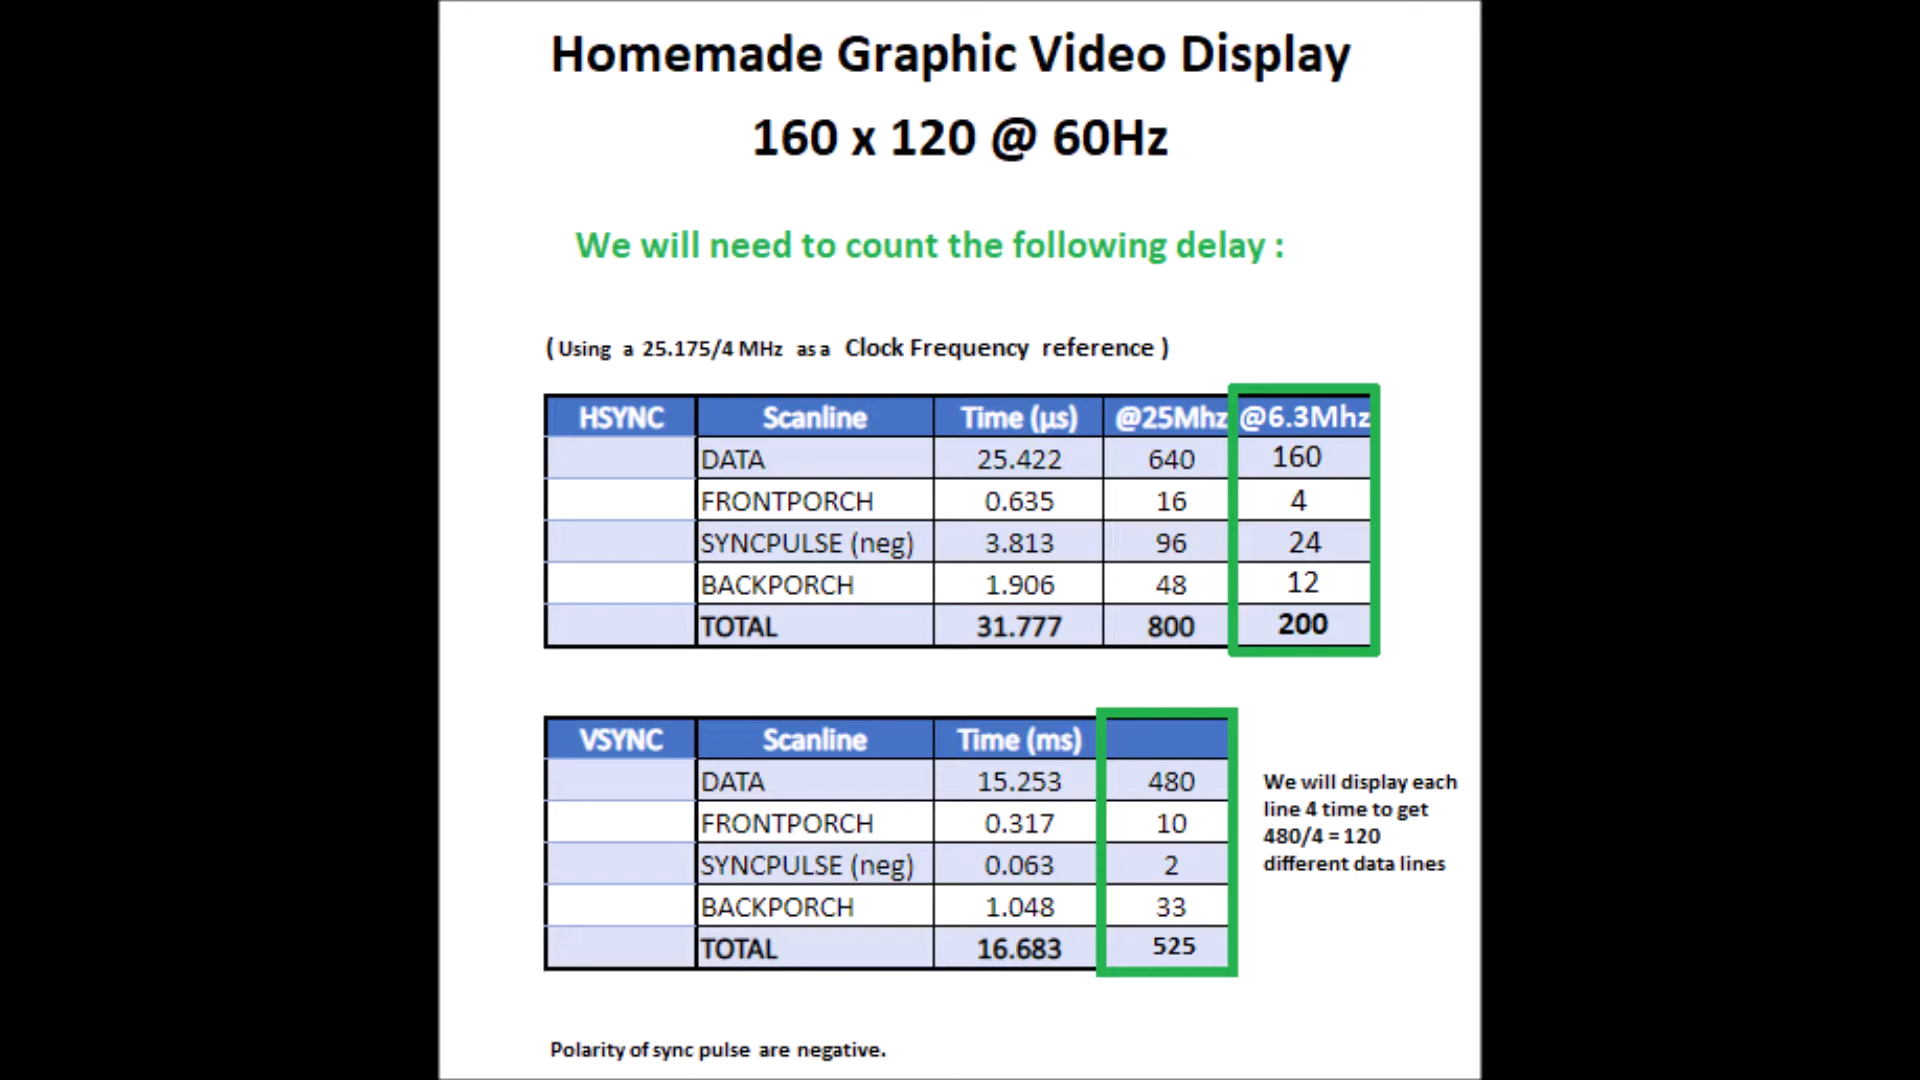 Homemade Graphic Video Display
160 x 120 @ 60Hz
We will need to count the following delay :
( Using a 25.175/4 MHz as a Clock Frequency reference )
HSYNC Scanline Time (µs) @25Mhz @6.3Mhz
DATA 25.422 640 160
FRONTPORCH 0.635 16 4
SYNCPULSE (neg) 3.813 96 24
BACKPORCH 1.906 48 12
TOTAL 31.777 800 200
VSYNC Scanline Time (ms)
DATA 15.253 480
FRONTPORCH 0.317 10
SYNCPULSE (neg) 0.063 2
BACKPORCH 1.048 33
TOTAL 16.683 525
We will display each
line 4 time to get
480/4 = 120
different data lines
Polarity of sync pulse are negative.